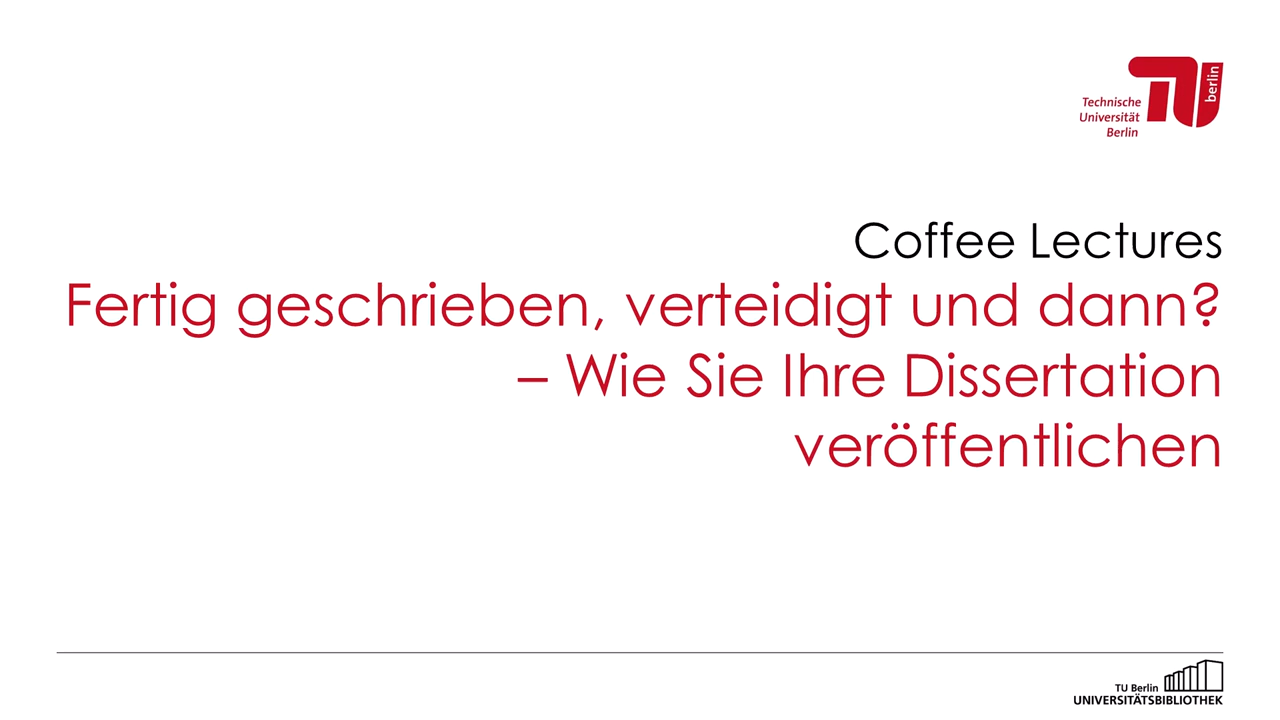 Technische
Universität
Berlin
berlin
Coffee Lectures
Fertig geschrieben, verteidigt und dann?
– Wie Sie Ihre Dissertation
veröffentlichen
TU Berlin
UNIVERSITÄTSBIBLIOTHEK